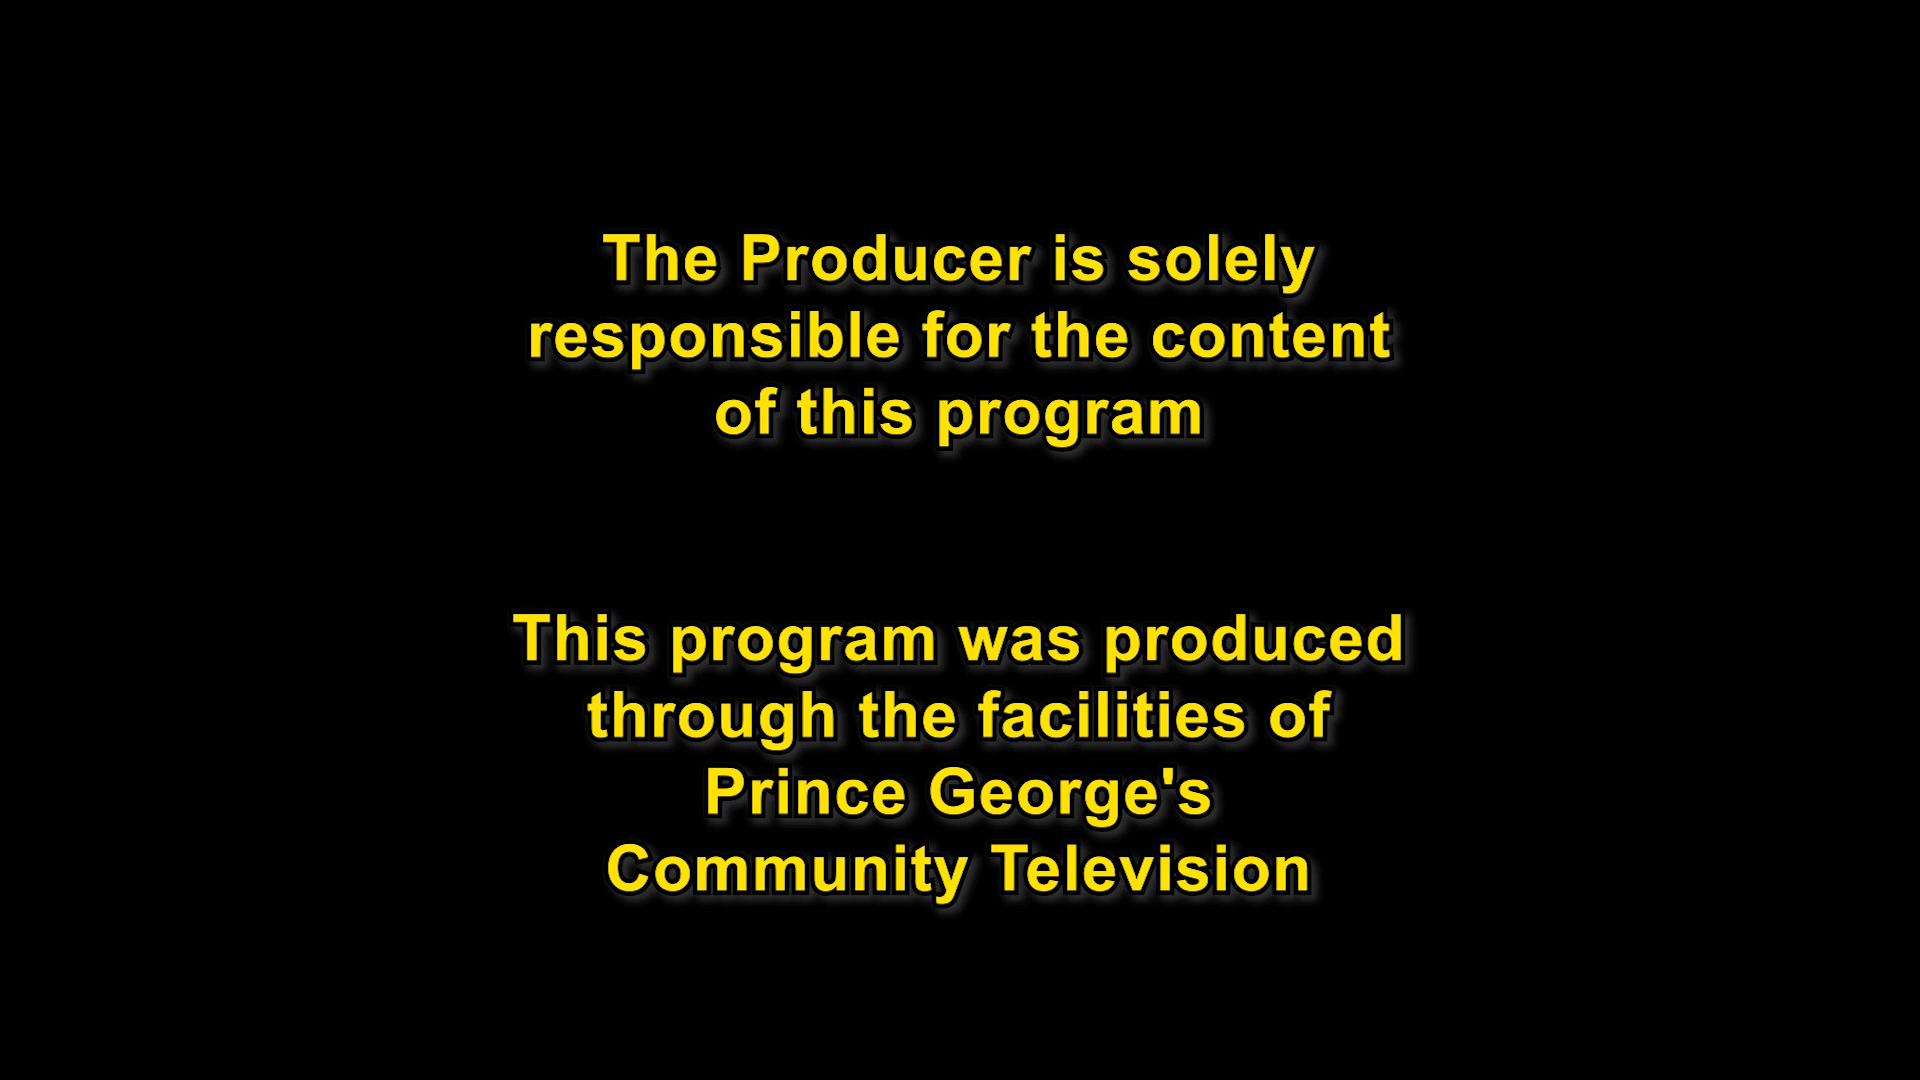 The Producer is solely
responsible for the content
of this program
This program was produced
through the facilities of
Prince George's
Community Television